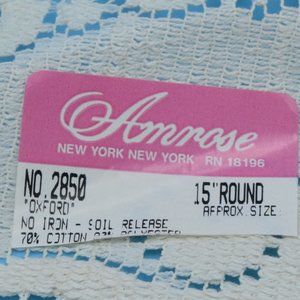 Amrose
NEW YORK NEW YORK RN 18196
NO. 2850 15" ROUND
"OXFORD" APPROX SIZE
NO IRON - SOIL RELEASE
70% COTTON POLYESTER